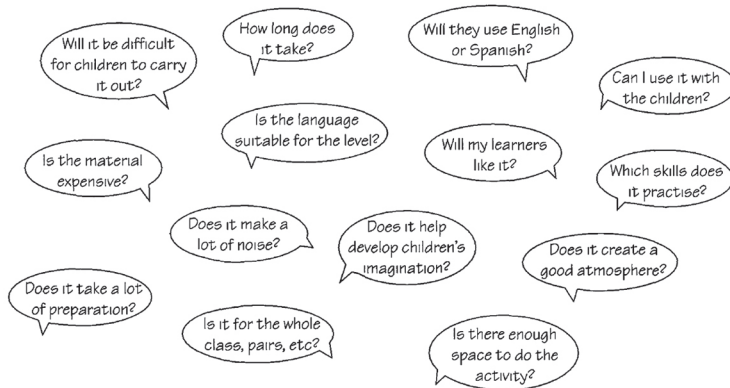 Will it be difficult
for children to carry
it out?
How long does
it take?
Will they use English
or Spanish?
Can I use it with
the children?
Is the language
suitable for the level?
Is the material
expensive?
Will my learners
like it?
Which skills does
it practise?
Does it make a
lot of noise?
Does it help
develop children's
imagination?
Does it create a
good atmosphere?
Does it take a lot
of preparation?
Is it for the whole
class, pairs, etc?
Is there enough
space to do the
activity?